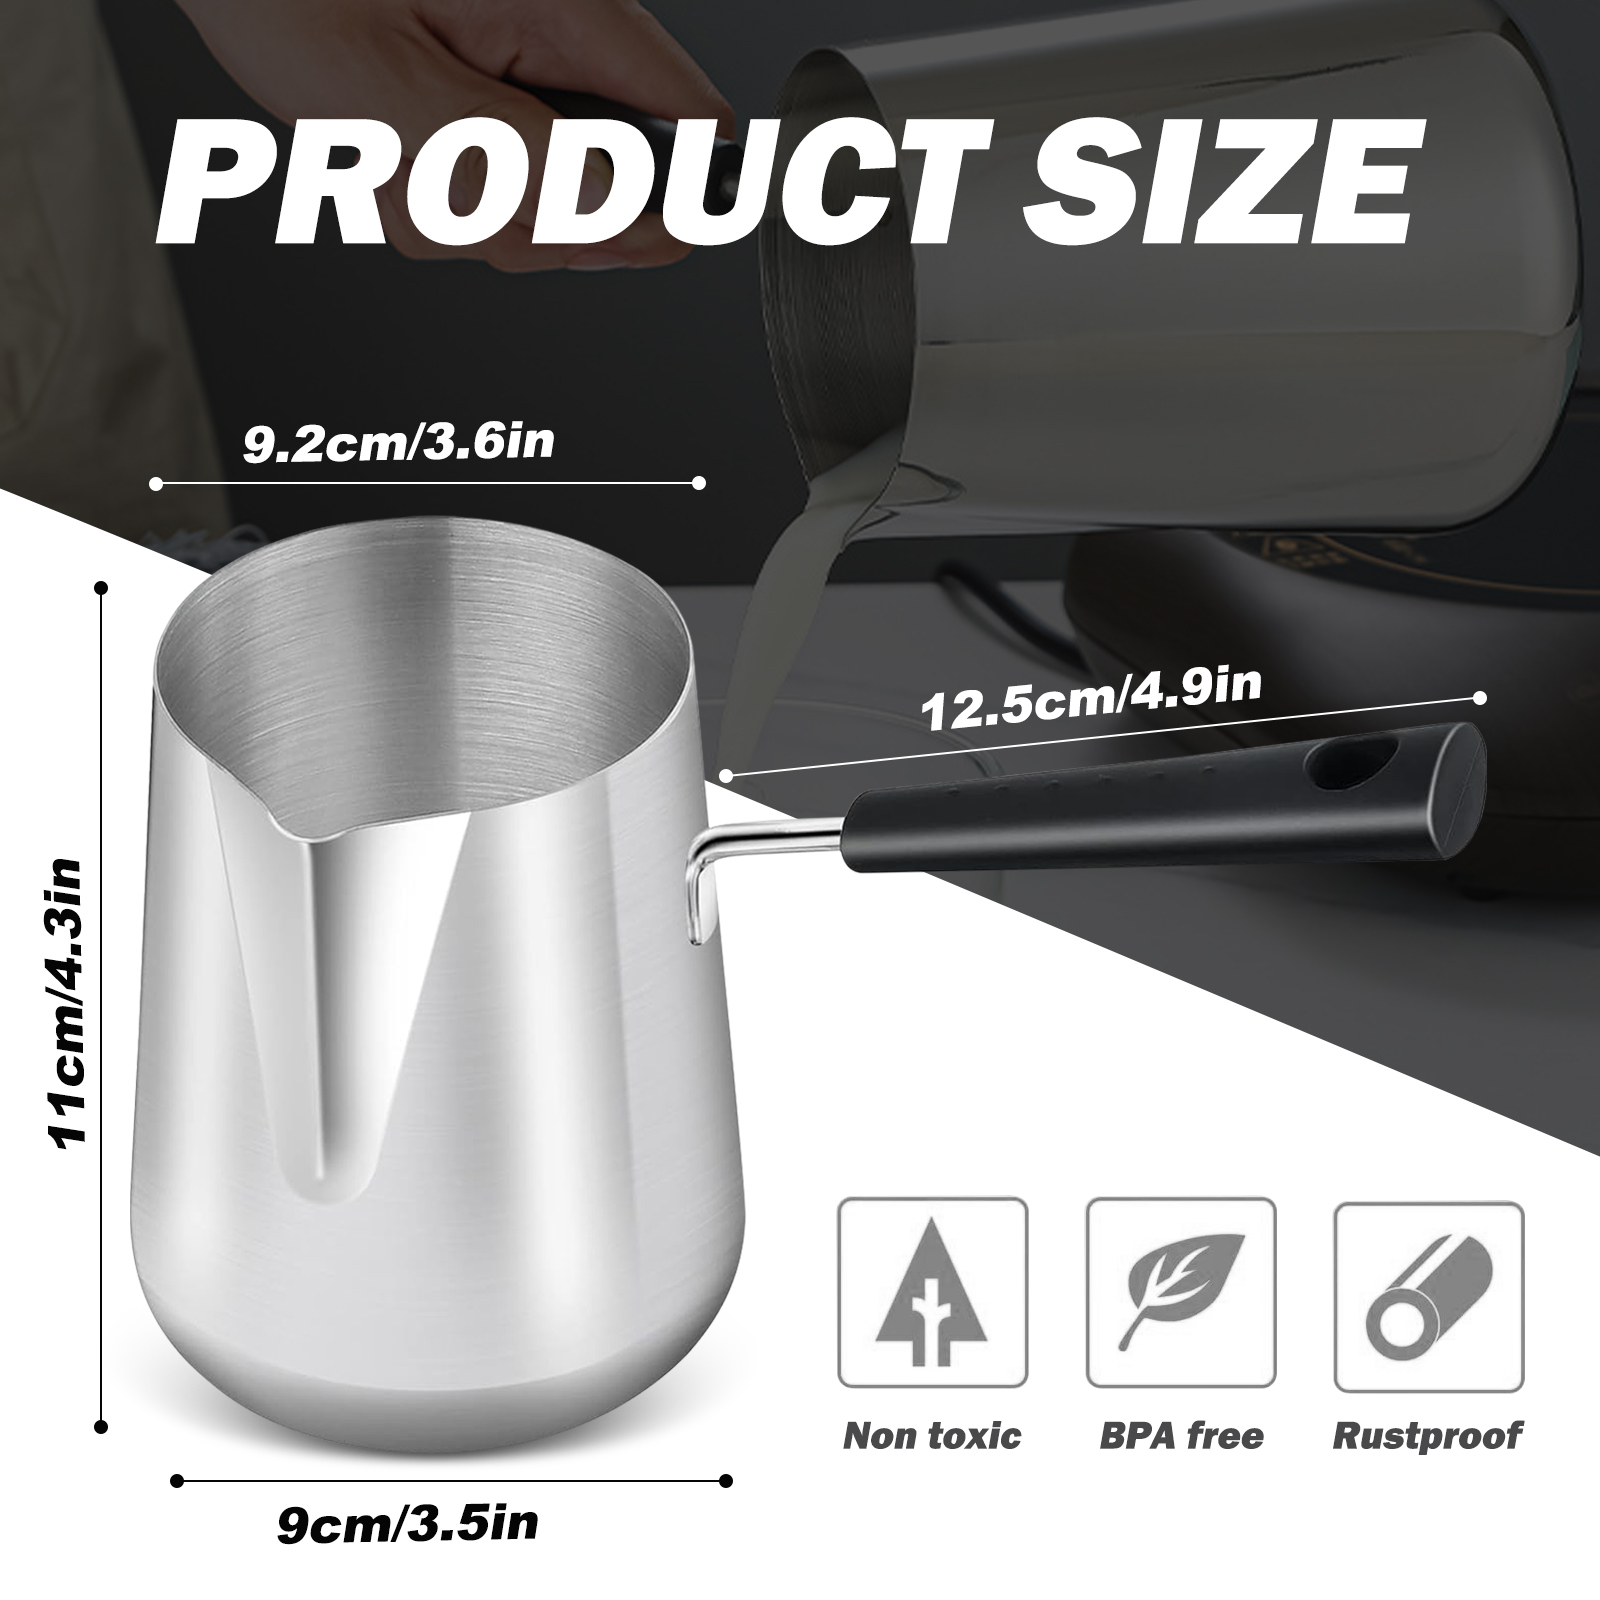 PRODUCT SIZE
9.2cm/3.6in
12.5cm/4.9in
11cm/4.3in
Non toxic
BPA free
Rustproof
9cm/3.5in